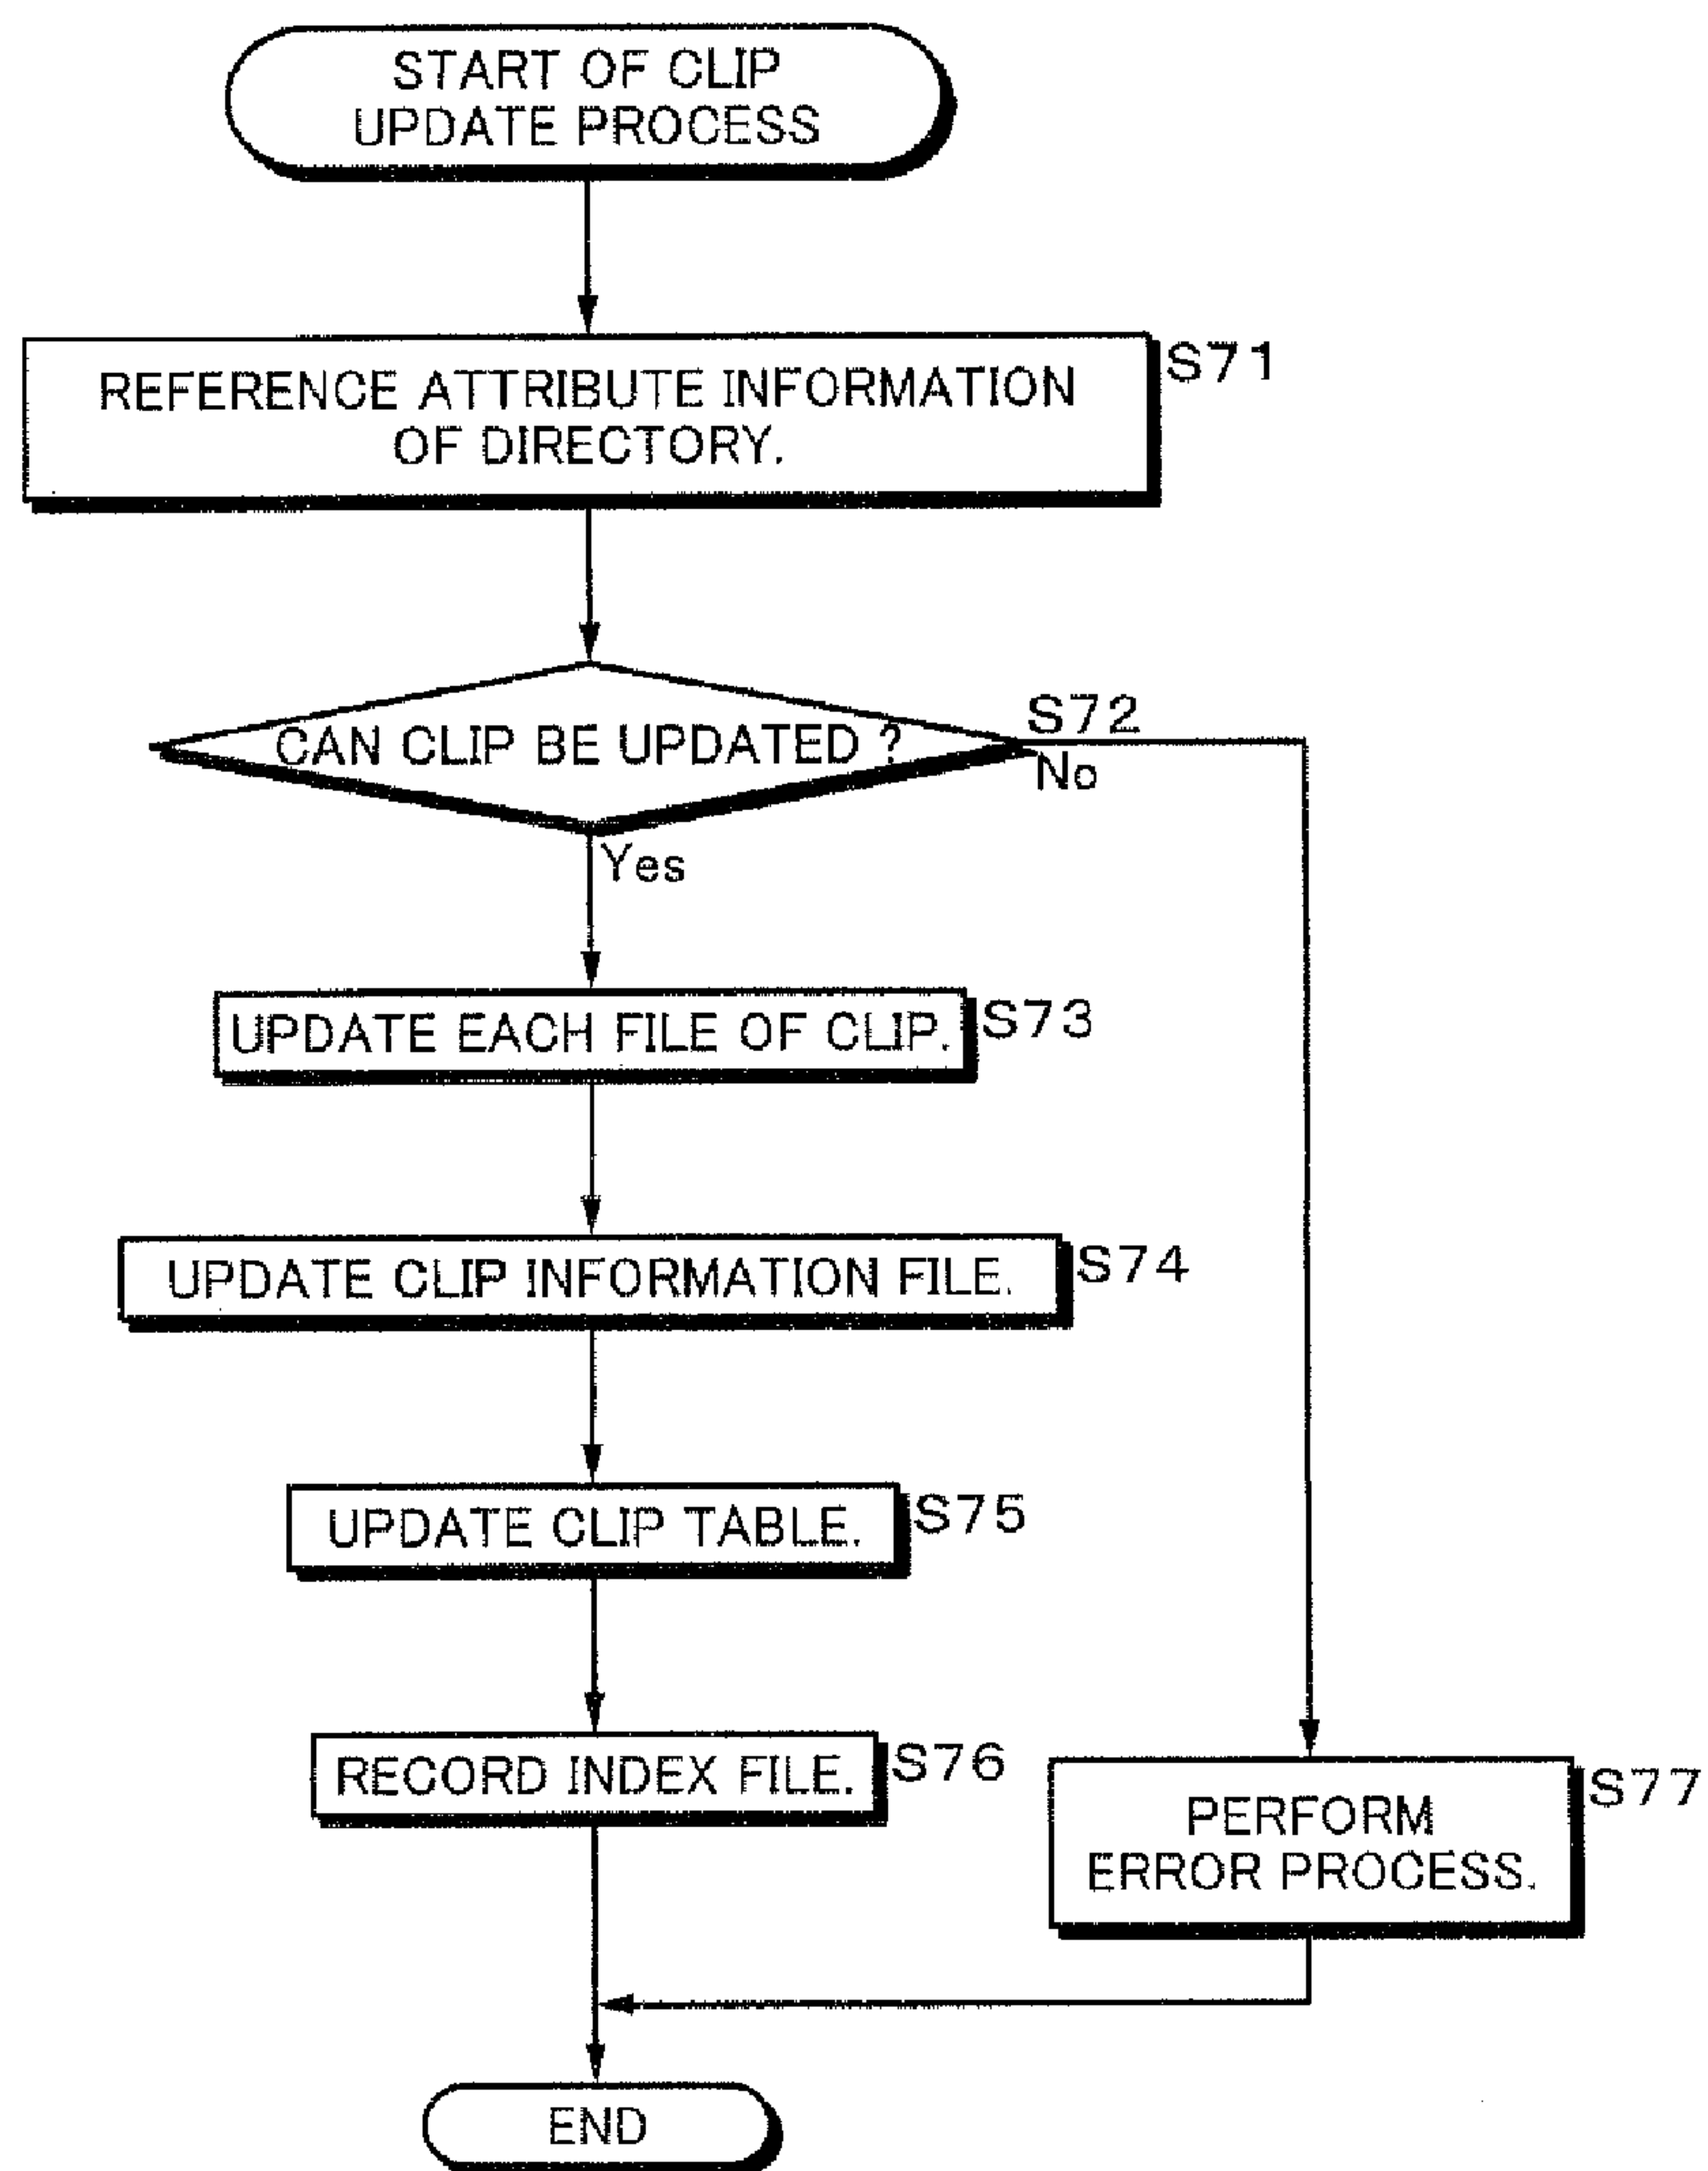 START OF CLIP
UPDATE PROCESS
S71
REFERENCE ATTRIBUTE INFORMATION
OF DIRECTORY.
S72
CAN CLIP BE UPDATED ?
No
Yes
UPDATE EACH FILE OF CLIP.
S73
UPDATE CLIP INFORMATION FILE.
S74
UPDATE CLIP TABLE.
S75
RECORD INDEX FILE.
S76
S77
PERFORM
ERROR PROCESS.
END